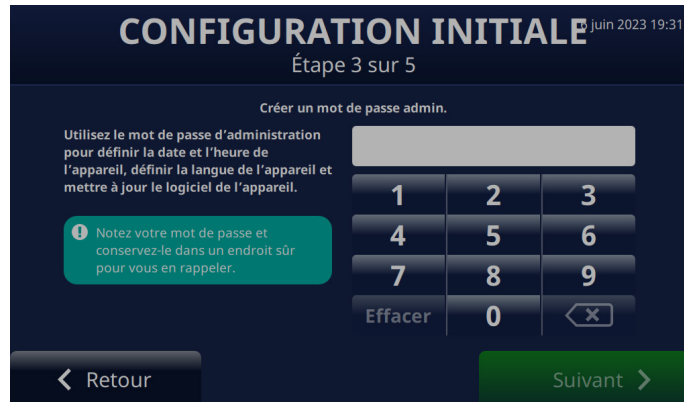 CONFIGURATION INITIALE
juin 2023 19:31
Étape 3 sur 5
Créer un mot de passe admin.
Utilisez le mot de passe d'administration
pour définir la date et l'heure de
l'appareil, définir la langue de l'appareil et
mettre à jour le logiciel de l'appareil.
Notez votre mot de passe et
conservez-le dans un endroit sûr
pour vous en rappeler.
1 2 3
4 5 6
7 8 9
Effacer 0
Retour
Suivant